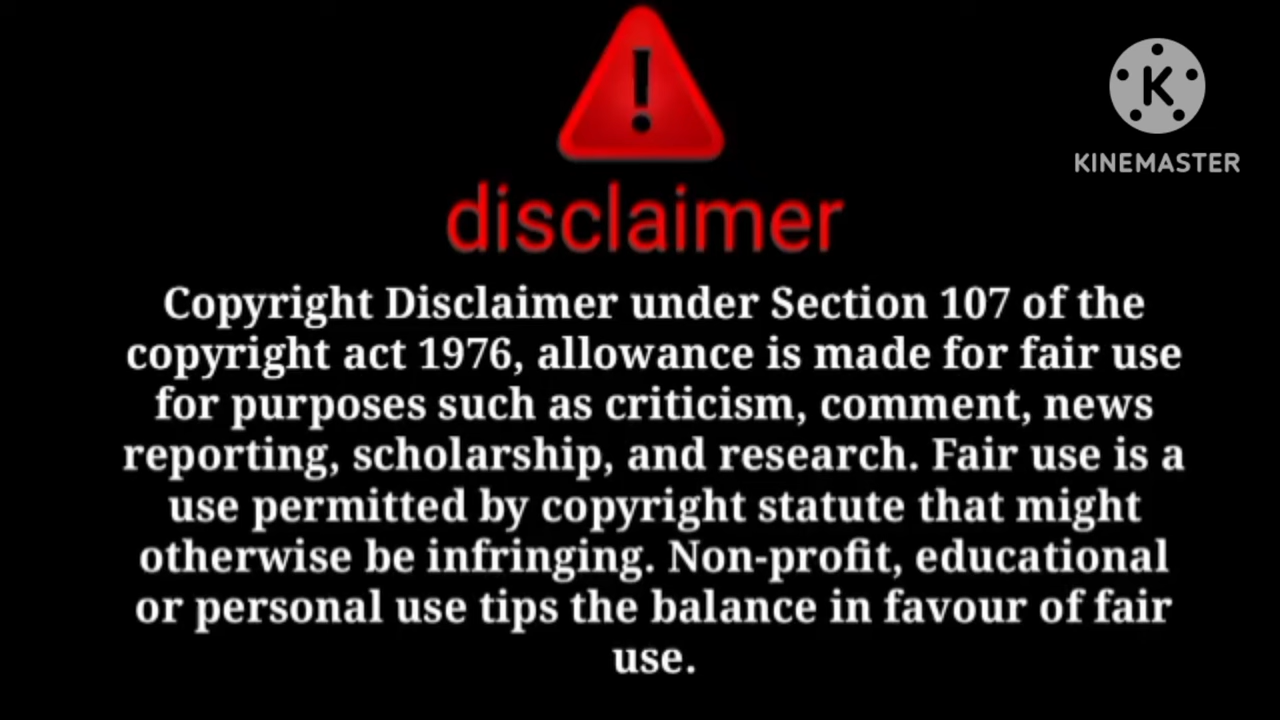 !
K
KINEMASTER
disclaimer
Copyright Disclaimer under Section 107 of the
copyright act 1976, allowance is made for fair use
for purposes such as criticism, comment, news
reporting, scholarship, and research. Fair use is a
use permitted by copyright statute that might
otherwise be infringing. Non-profit, educational
or personal use tips the balance in favour of fair
use.